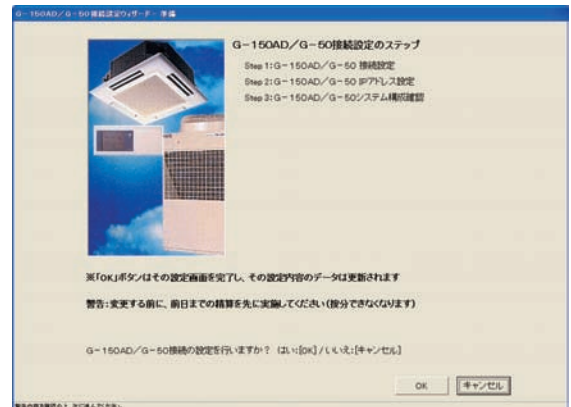 G-150AD/G-50接続設定ウィザード- 準備
G-150AD/G-50接続設定のステップ
Step 1:G-150AD/G-50 接続設定
Step 2:G-150AD/G-50 IPアドレス設定
Step 3:G-150AD/G-50システム構成確認
※「OK」ボタンはその設定画面を完了し、その設定内容のデータは更新されます
警告:変更する前に、前日までの精算を先に実施してください(按分できなくなります)
G-150AD/G-50接続の設定を行いますか? (はい:[OK] / いいえ:[キャンセル]
OK
キャンセル